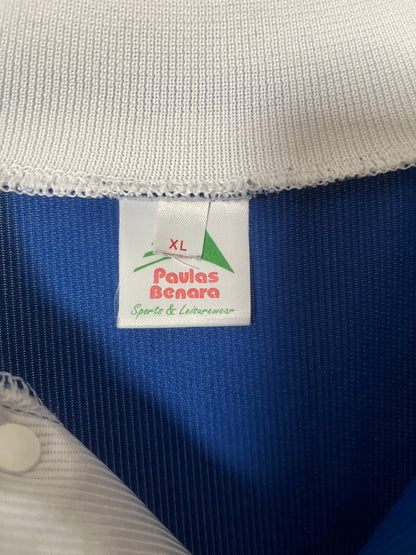 XL
Paulas
Benara
Sports & Leisurewear